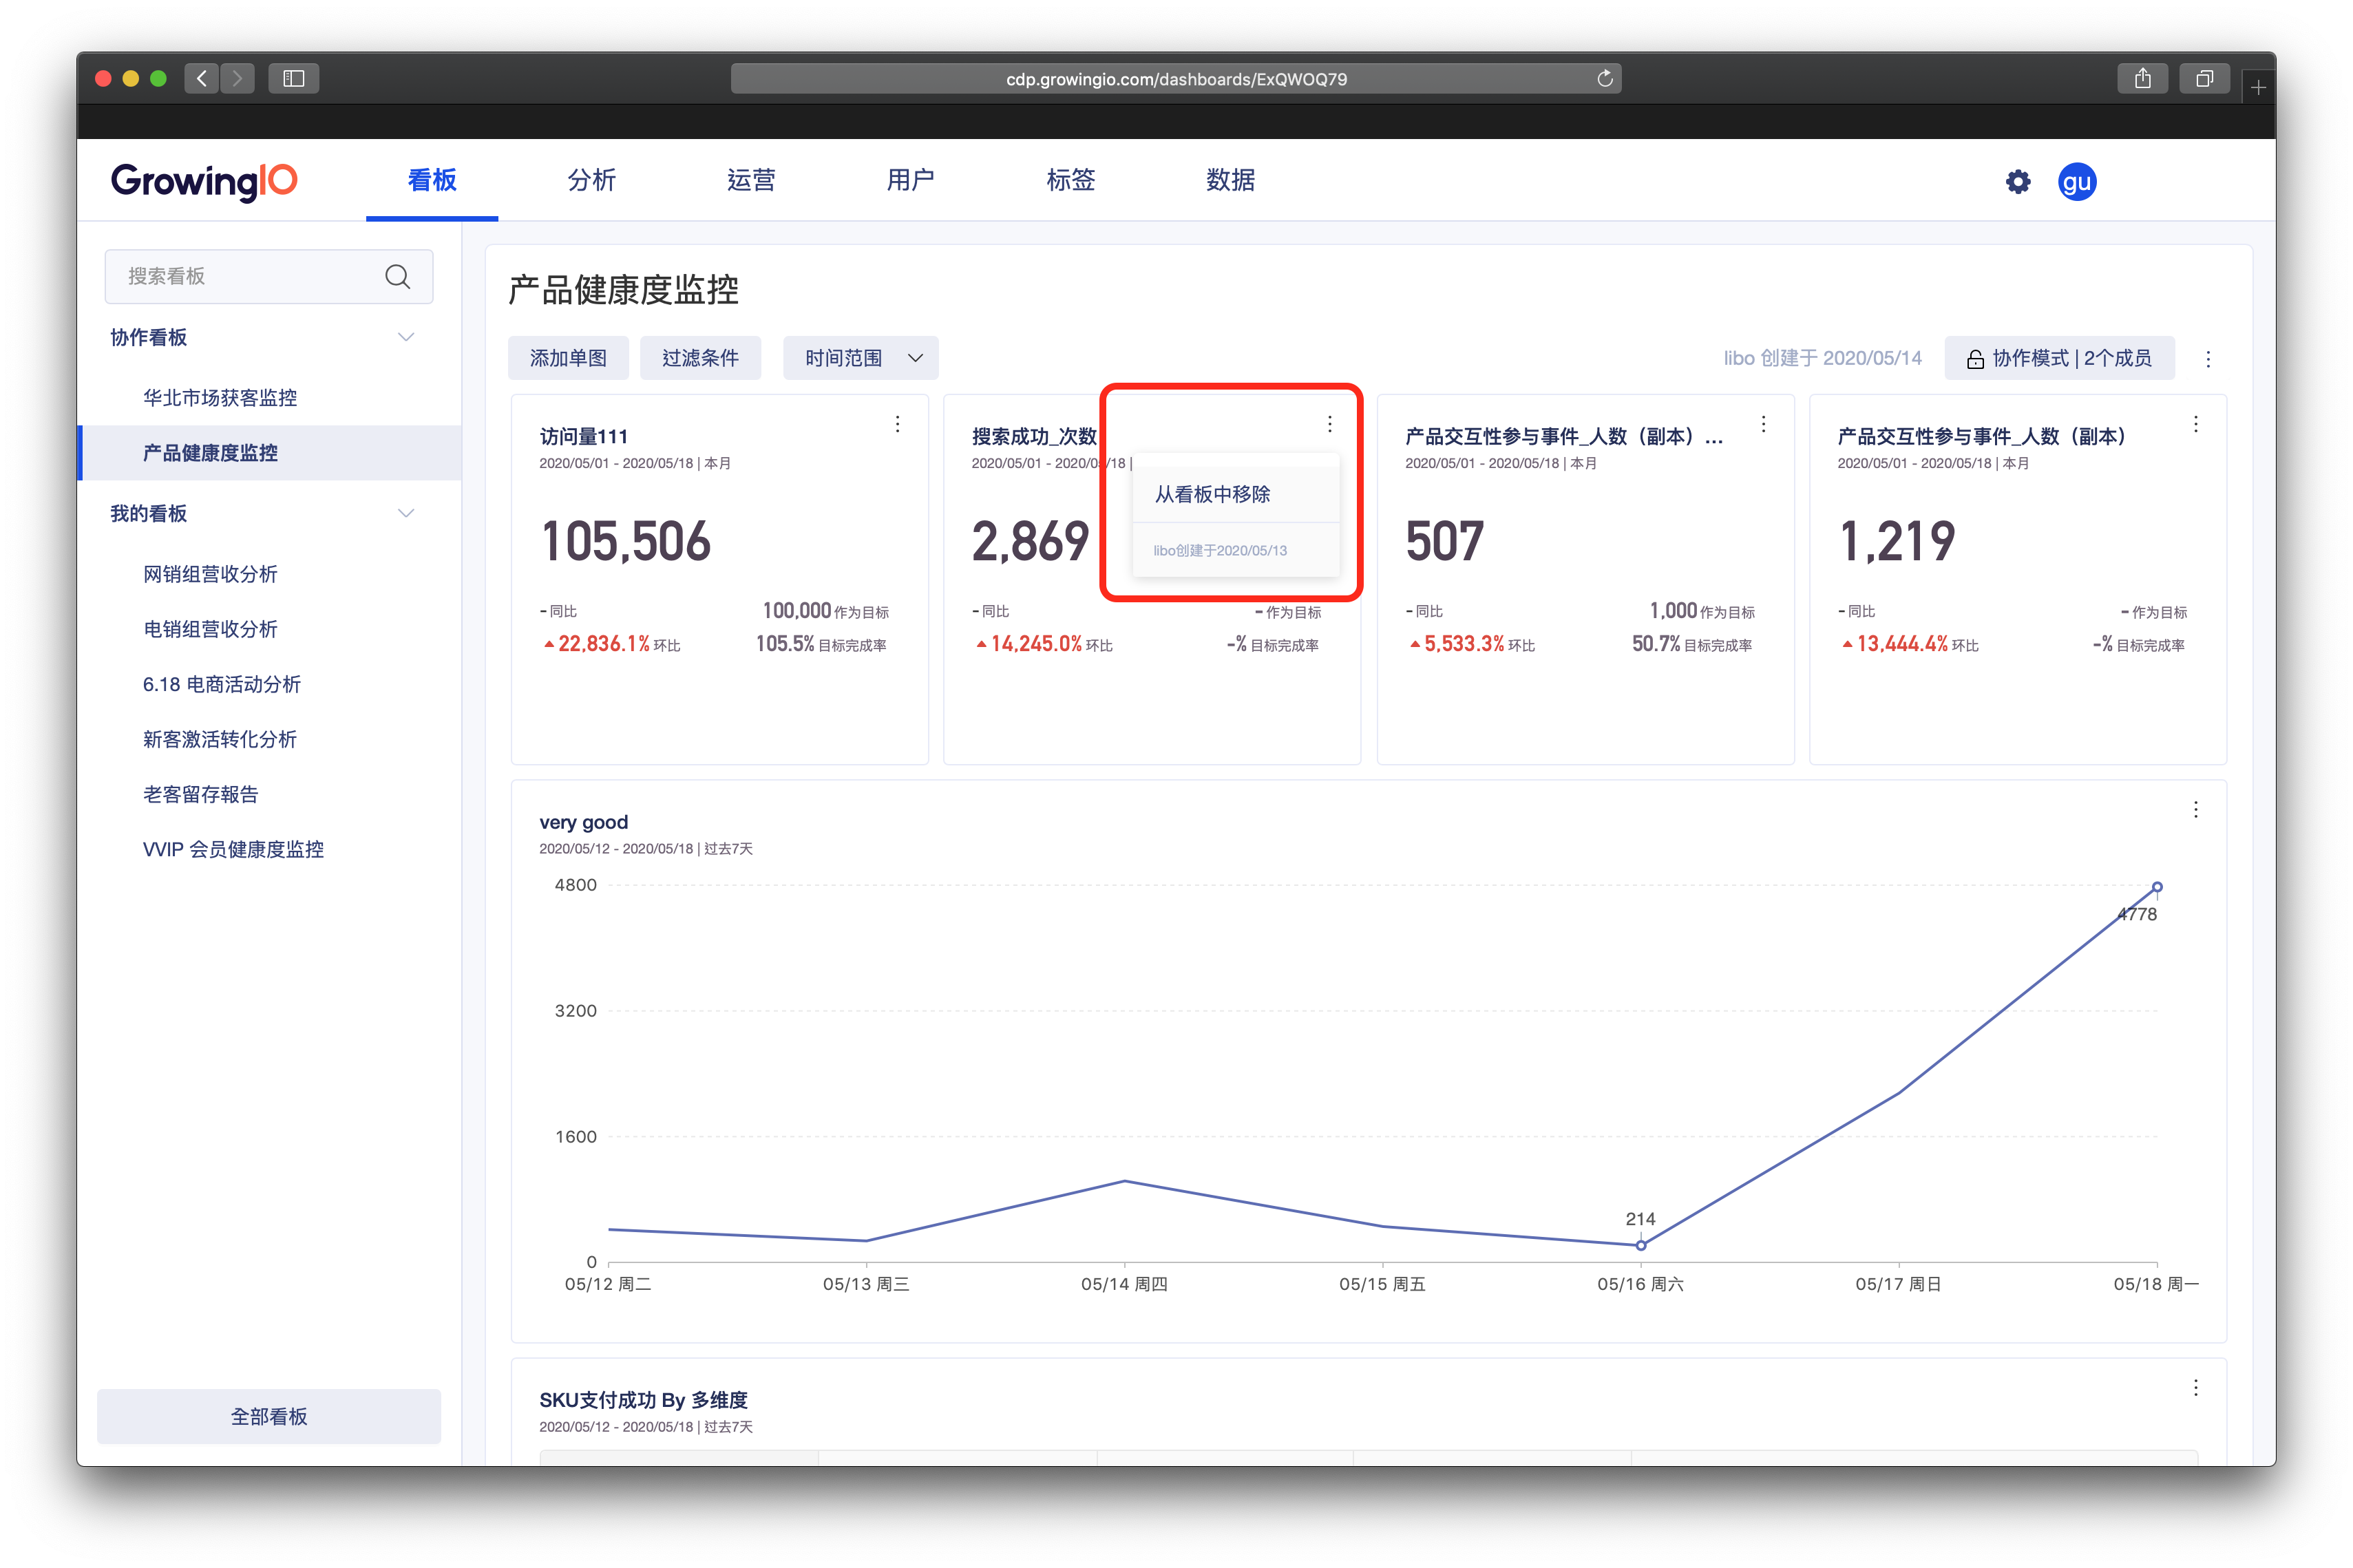 cdp.growingio.com/dashboards/ExQWOQ79
GrowingIO
看板
分析
运营
用户
标签
数据
gu
搜索看板
协作看板
华北市场获客监控
产品健康度监控
我的看板
网销组营收分析
电销组营收分析
6.18 电商活动分析
新客激活转化分析
老客留存報告
VVIP 会员健康度监控
全部看板
产品健康度监控
添加单图
过滤条件
时间范围
libo 创建于 2020/05/14
协作模式 | 2个成员
访问量111
2020/05/01 - 2020/05/18 | 本月
105,506
- 同比
100,000 作为目标
22,836.1% 环比
105.5% 目标完成率
搜索成功_次数
2020/05/01 - 2020/05/18 |
2,869
从看板中移除
libo创建于2020/05/13
- 同比
- 作为目标
14,245.0% 环比
-% 目标完成率
产品交互性参与事件_人数（副本）...
2020/05/01 - 2020/05/18 | 本月
507
- 同比
1,000 作为目标
5,533.3% 环比
50.7% 目标完成率
产品交互性参与事件_人数（副本）
2020/05/01 - 2020/05/18 | 本月
1,219
- 同比
- 作为目标
13,444.4% 环比
-% 目标完成率
very good
2020/05/12 - 2020/05/18 | 过去7天
4800
4778
3200
1600
214
0
05/12 周二
05/13 周三
05/14 周四
05/15 周五
05/16 周六
05/17 周日
05/18 周一
SKU支付成功 By 多维度
2020/05/12 - 2020/05/18 | 过去7天